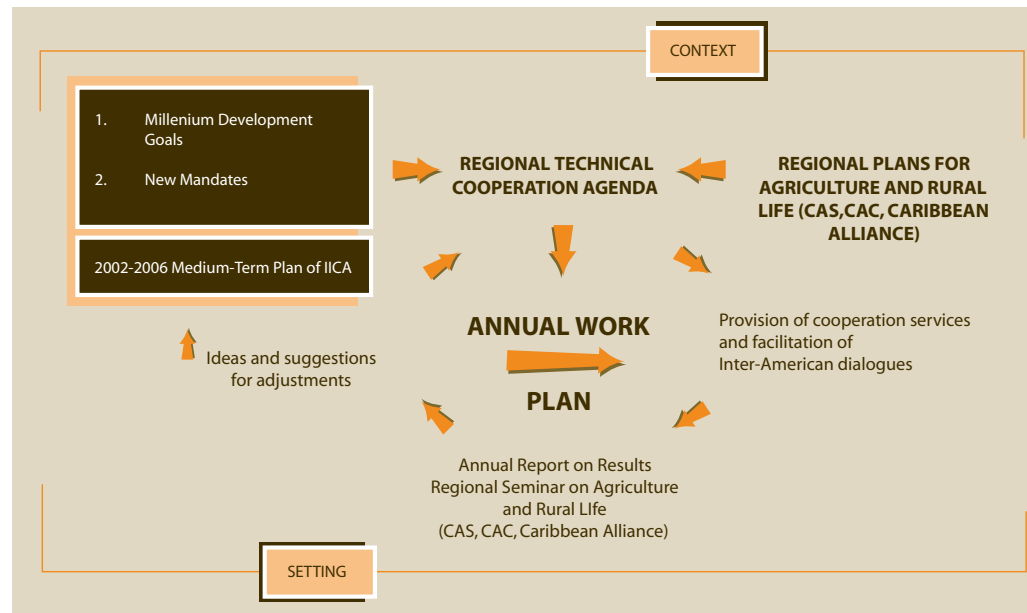 CONTEXT
1. Millenium Development
Goals
2. New Mandates
2002-2006 Medium-Term Plan of IICA
REGIONAL TECHNICAL
COOPERATION AGENDA
REGIONAL PLANS FOR
AGRICULTURE AND RURAL
LIFE (CAS,CAC, CARIBBEAN
ALLIANCE)
ANNUAL WORK
PLAN
Provision of cooperation services
and facilitation of
Inter-American dialogues
Ideas and suggestions
for adjustments
Annual Report on Results
Regional Seminar on Agriculture
and Rural LIfe
(CAS, CAC, Caribbean Alliance)
SETTING